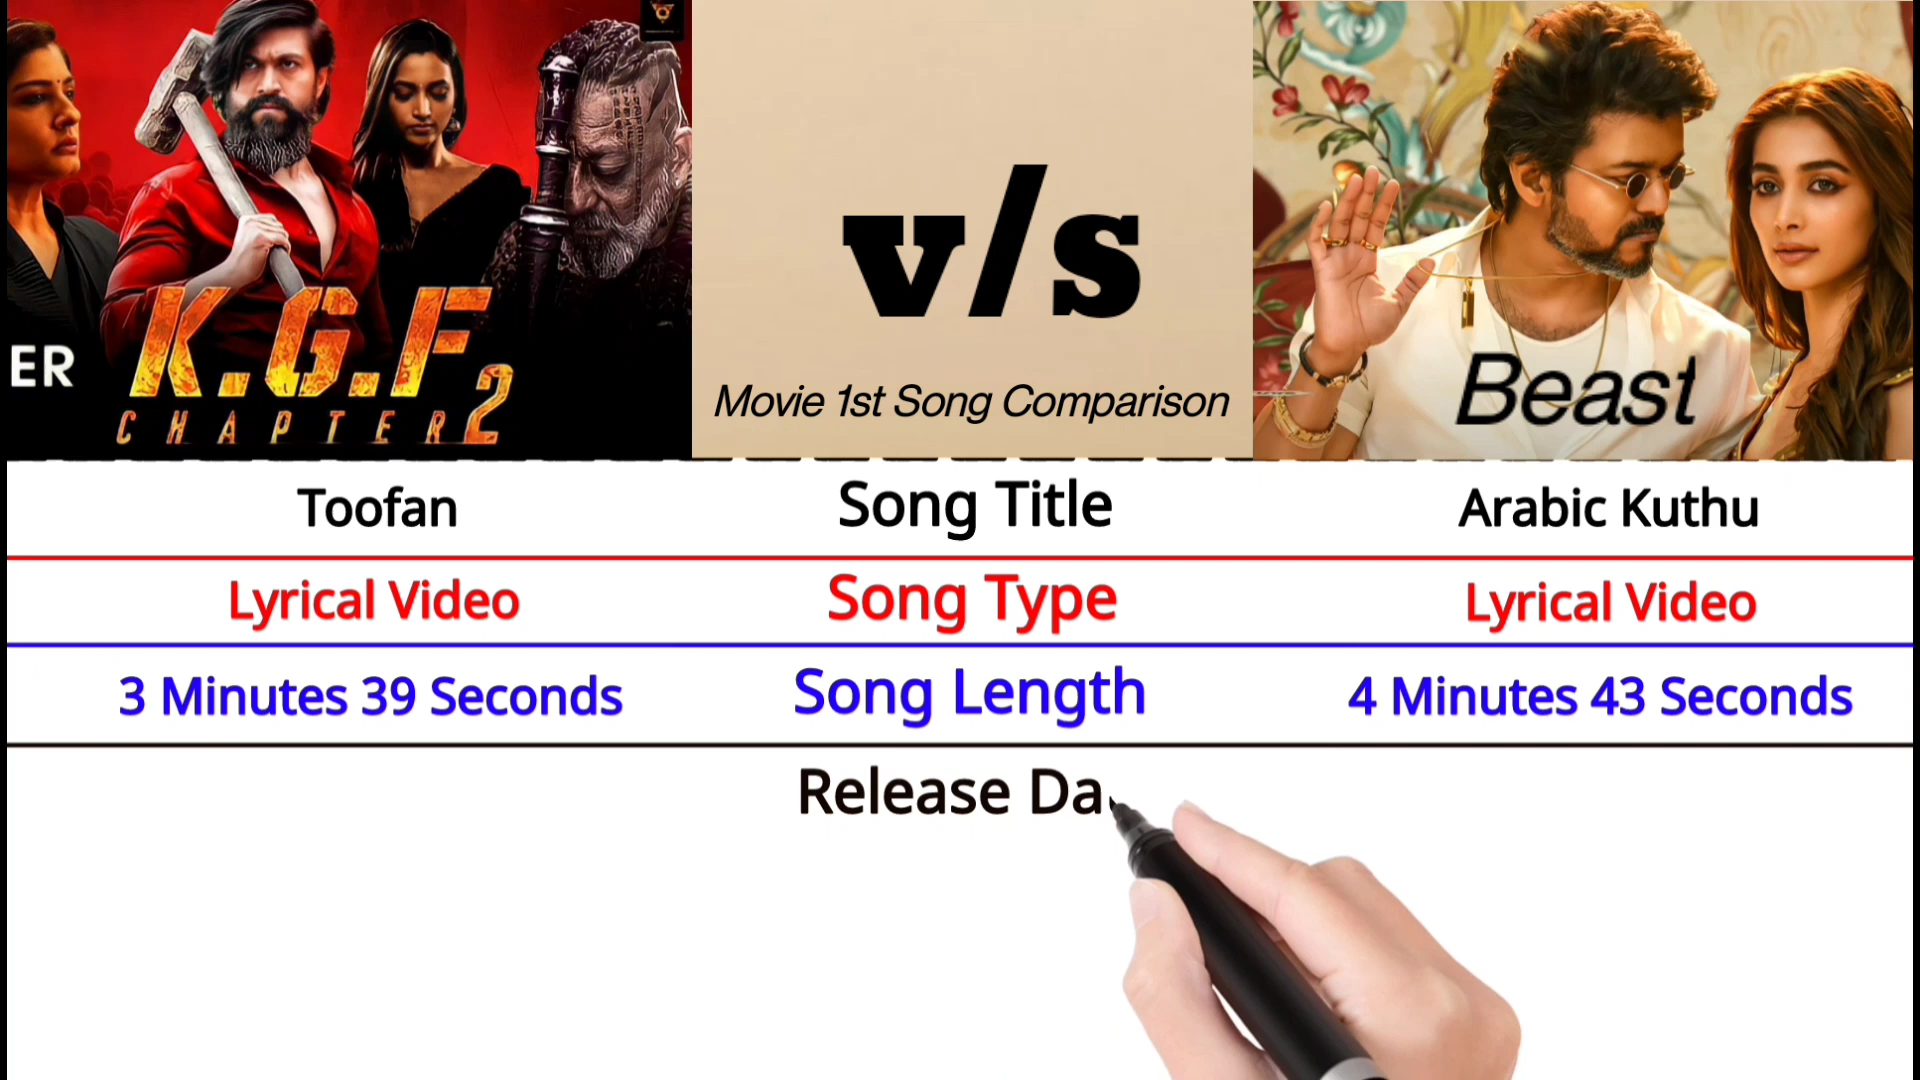 ER
K.G.F
CHAPTER 2
v/s
Movie 1st Song Comparison
Beast
Toofan
Song Title
Arabic Kuthu
Lyrical Video
Song Type
Lyrical Video
3 Minutes 39 Seconds
Song Length
4 Minutes 43 Seconds
Release Da